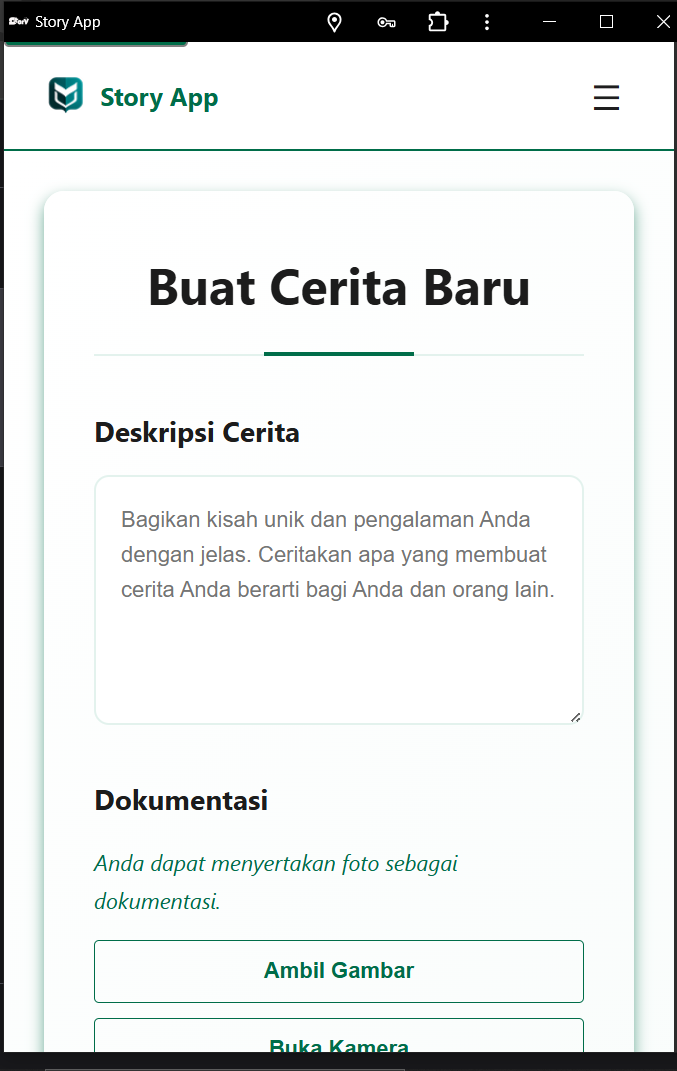 Story App
Story App
Buat Cerita Baru
Deskripsi Cerita
Bagikan kisah unik dan pengalaman Anda
dengan jelas. Ceritakan apa yang membuat
cerita Anda berarti bagi Anda dan orang lain.
Dokumentasi
Anda dapat menyertakan foto sebagai
dokumentasi.
Ambil Gambar
Buka Kamera